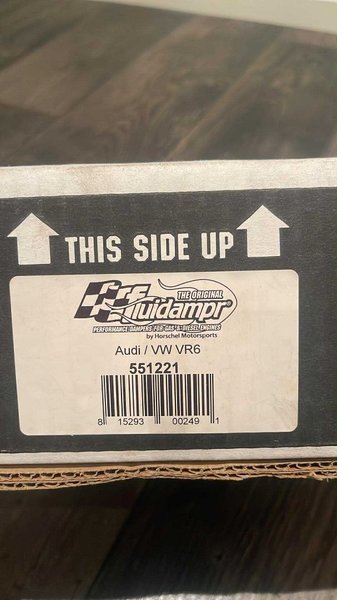 THIS SIDE UP
THE ORIGINAL
fluidampr
PERFORMANCE DAMPERS FOR GAS & DIESEL ENGINES
by Horschel Motorsports
Audi / VW VR6
551221
8 15293 00249 1